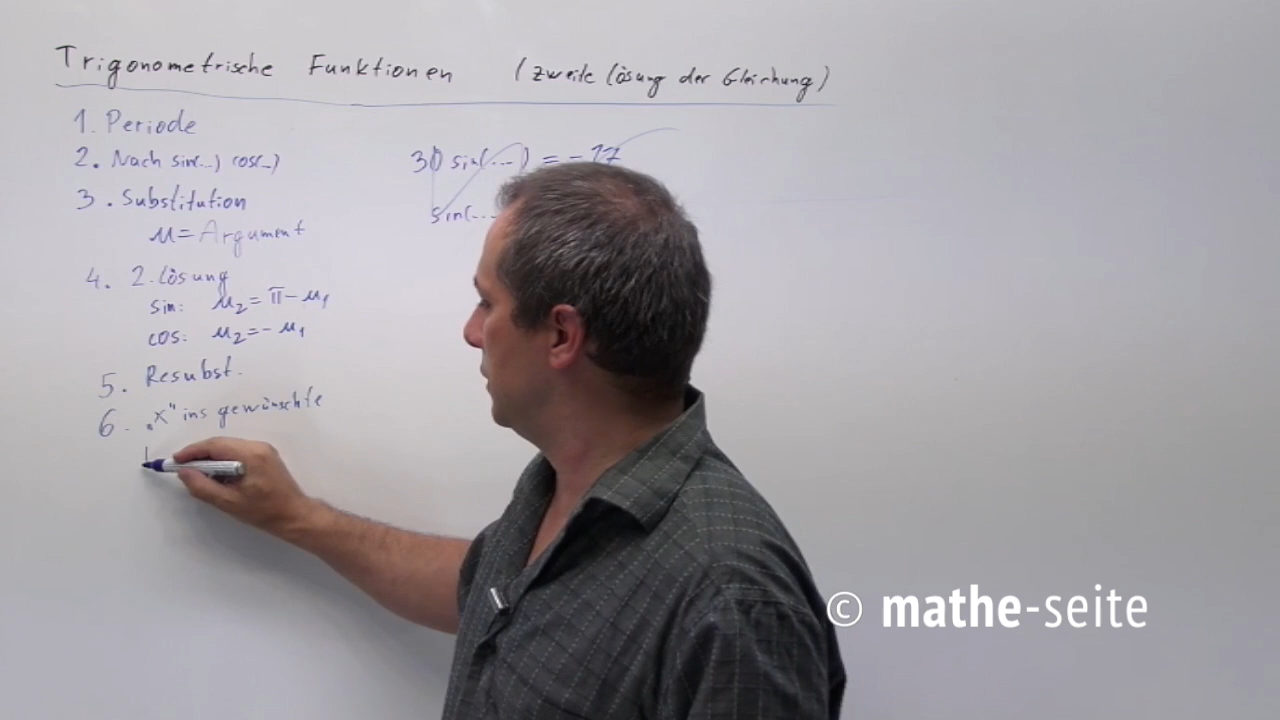 Trigonometrische Funktionen (zweite Lösung der Gleichung)
1. Periode
2. Nach sin(...) cos(...)
3. Substitution
u = Argument
4. 2. Lösung
sin: u₂ = π - u₁
cos: u₂ = - u₁
5. Resubst.
6. „x" ins gewünschte
30 sin(...) = -17
sin(...
© mathe-seite